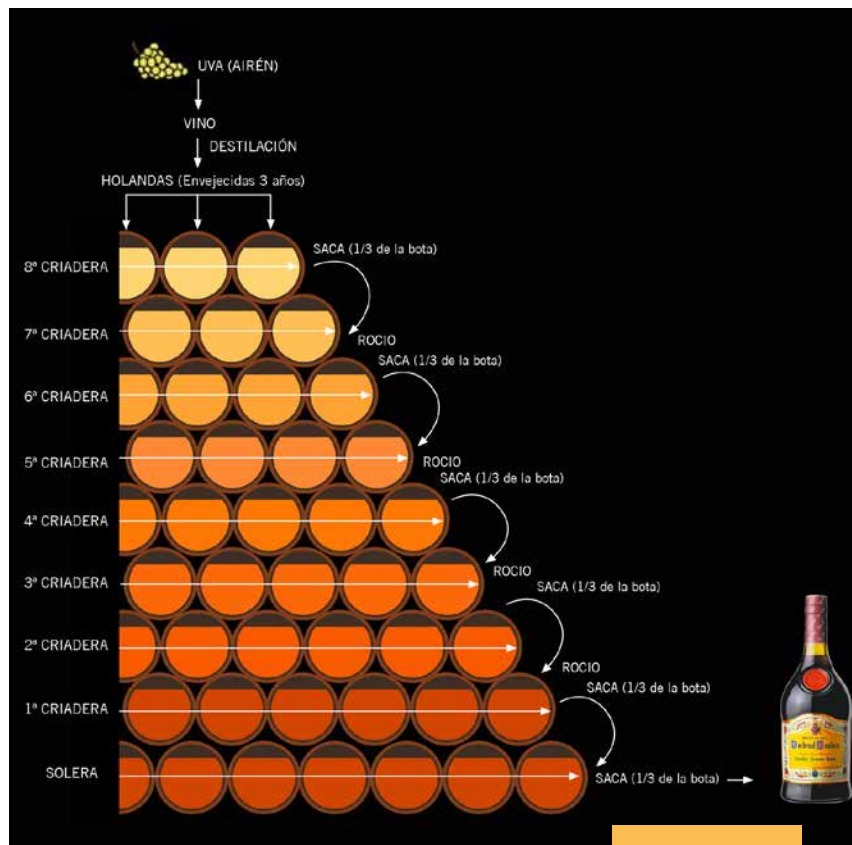 UVA (AIRÉN)
VINO
DESTILACIÓN
HOLANDAS (Envejecidas 3 años)
SACA (1/3 de la bota)
8ª CRIADERA
7ª CRIADERA
ROCIO
SACA (1/3 de la bota)
6ª CRIADERA
5ª CRIADERA
ROCIO
SACA (1/3 de la bota)
4ª CRIADERA
3ª CRIADERA
ROCIO
SACA (1/3 de la bota)
2ª CRIADERA
ROCIO
SACA (1/3 de la bota)
1ª CRIADERA
SOLERA
SACA (1/3 de la bota)